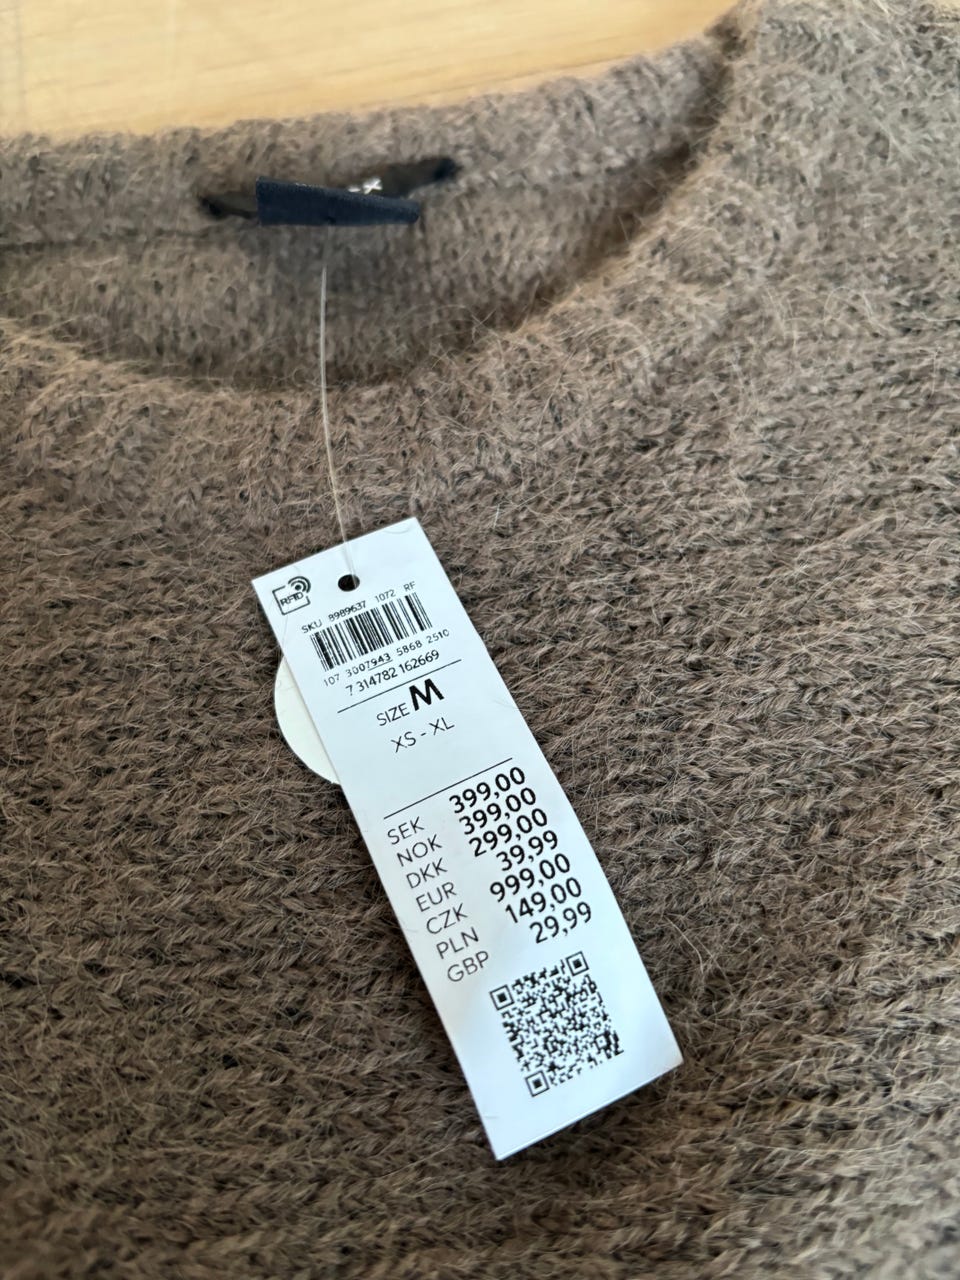 RFID
SKU 8989637 1072 RF
107 3007943 5868 2510
7 314782 162669
SIZE M
XS - XL
SEK 399,00
NOK 399,00
DKK 299,00
EUR 39,99
CZK 999,00
PLN 149,00
GBP 29,99